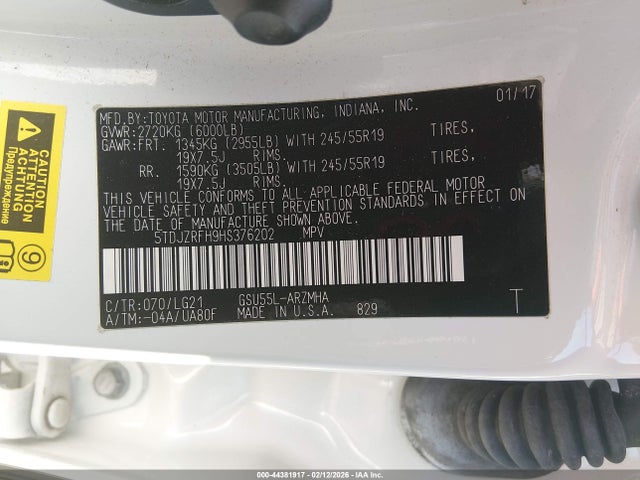 MFD.BY:TOYOTA MOTOR MANUFACTURING, INDIANA, INC. 01/17
GVWR:2720KG (6000LB)
GAWR:FRT. 1345KG (2955LB) WITH 245/55R19 TIRES,
19X7.5J RIMS.
RR. 1590KG (3505LB) WITH 245/55R19 TIRES,
19X7.5J RIMS.
THIS VEHICLE CONFORMS TO ALL APPLICABLE FEDERAL MOTOR
VEHICLE SAFETY AND THEFT PREVENTION STANDARDS IN EFFECT ON
THE DATE OF MANUFACTURE SHOWN ABOVE.
5TDJZRFH9HS376202 MPV
C/TR:070/LG21 GSU55L-ARZMHA T
A/TM:-04A/UA80F MADE IN U.S.A. 829
CAUTION
ATTENTION
Предупреждение
9
000-44381917 - 02/12/2026 - COPYRIGHT IAA, LLC.